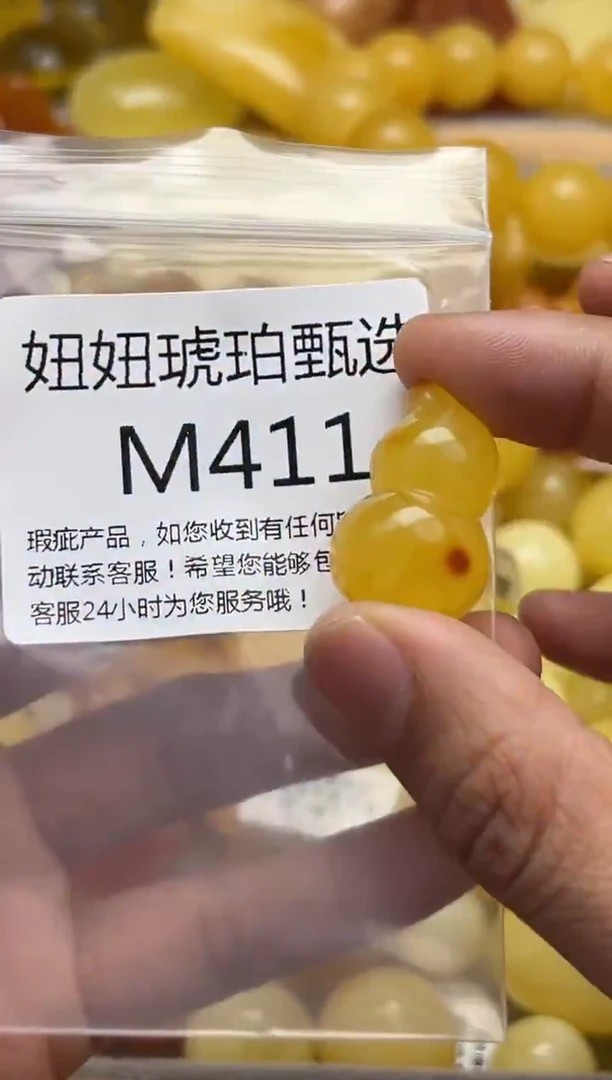 妞妞琥珀甄选
M411
瑕疵产品，如您收到有任何
动联系客服！希望您能够包
客服24小时为您服务哦！